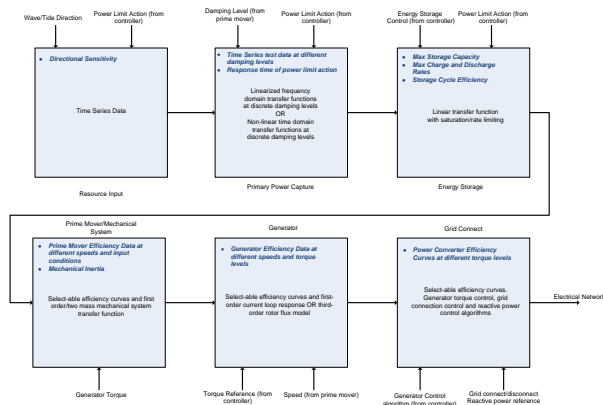 Wave/Tide Direction
Power Limit Action (from
controller)
Damping Level (from
prime mover)
Power Limit Action (from
controller)
Energy Storage
Control (from controller)
Power Limit Action (from
controller)
• Directional Sensitivity
Time Series Data
• Time Series test data at different
damping levels
• Response time of power limit action
Linearized frequency
domain transfer functions
at discrete damping levels
OR
Non-linear time domain
transfer functions at
discrete damping levels
• Max Storage Capacity
• Max Charge and Discharge
Rates
• Storage Cycle Efficiency
Linear transfer function
with saturation/rate limiting
Resource Input
Primary Power Capture
Energy Storage
Prime Mover/Mechanical
System
Generator
Grid Connect
• Prime Mover Efficiency Data at
different speeds and input
conditions
• Mechanical Inertia
Select-able efficiency curves and first
order/two mass mechanical system
transfer function
• Generator Efficiency Data at
different speeds and torque
levels
Select-able efficiency curves and first-
order current loop response OR third-
order rotor flux model
• Power Converter Efficiency
Curves at different torque levels
Select-able efficiency curves.
Generator torque control, grid
connection control and reactive power
control algorithms
Electrical Network
Generator Torque
Torque Reference (from
controller)
Speed (from prime mover)
Generator Control
algorithm (from controller)
Grid connect/disconnect
Reactive power reference